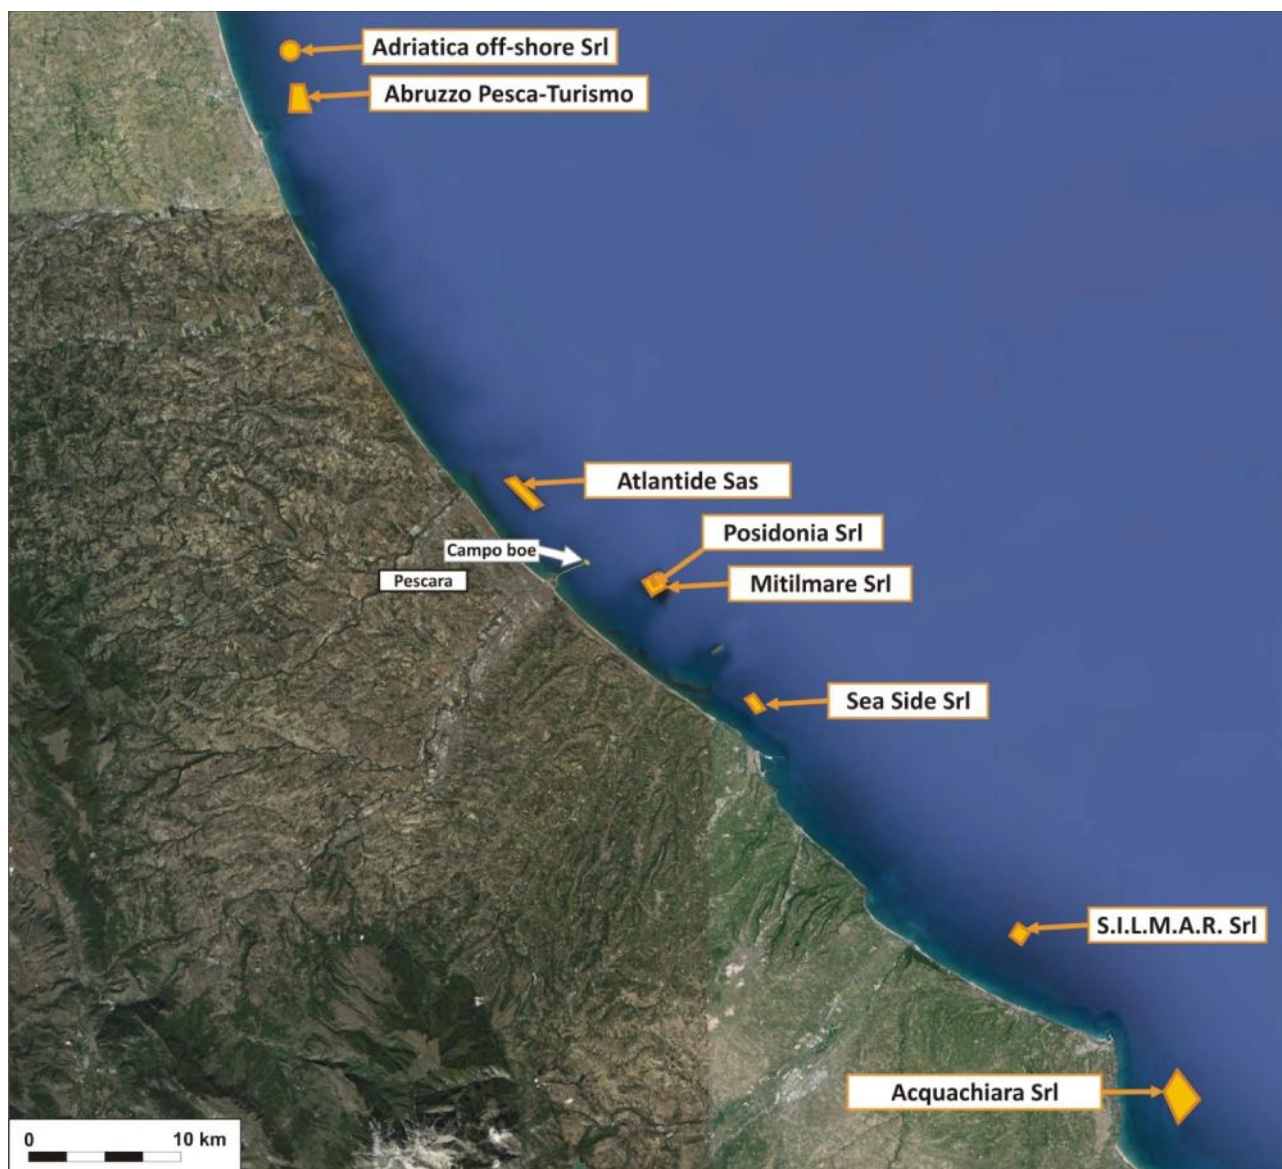 Adriatica off-shore Srl
Abruzzo Pesca-Turismo
Atlantide Sas
Posidonia Srl
Campo boe
Pescara
Mitilmare Srl
Sea Side Srl
S.I.L.M.A.R. Srl
Acquachiara Srl
0 10 km